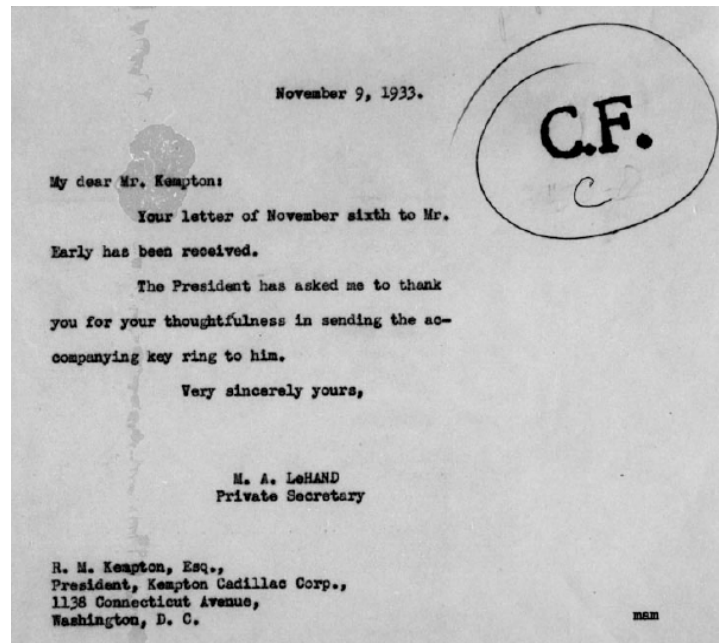 November 9, 1933.
C.F.
My dear Mr. Kempton:
Your letter of November sixth to Mr.
Early has been received.
The President has asked me to thank
you for your thoughtfulness in sending the ac-
companying key ring to him.
Very sincerely yours,
M. A. LeHAND
Private Secretary
R. M. Kempton, Esq.,
President, Kempton Cadillac Corp.,
1138 Connecticut Avenue,
Washington, D. C.
mam